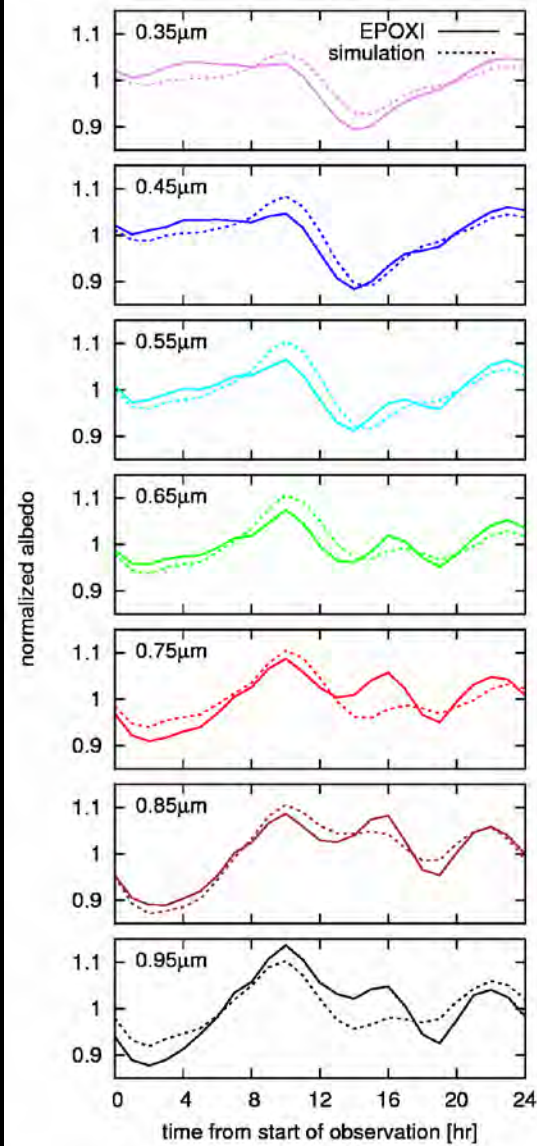 1.1
0.35μm
EPOXI
simulation
1
0.9
1.1
0.45μm
1
0.9
1.1
0.55μm
1
0.9
1.1
0.65μm
1
0.9
normalized albedo
1.1
0.75μm
1
0.9
1.1
0.85μm
1
0.9
1.1
0.95μm
1
0.9
0 4 8 12 16 20 24
time from start of observation [hr]